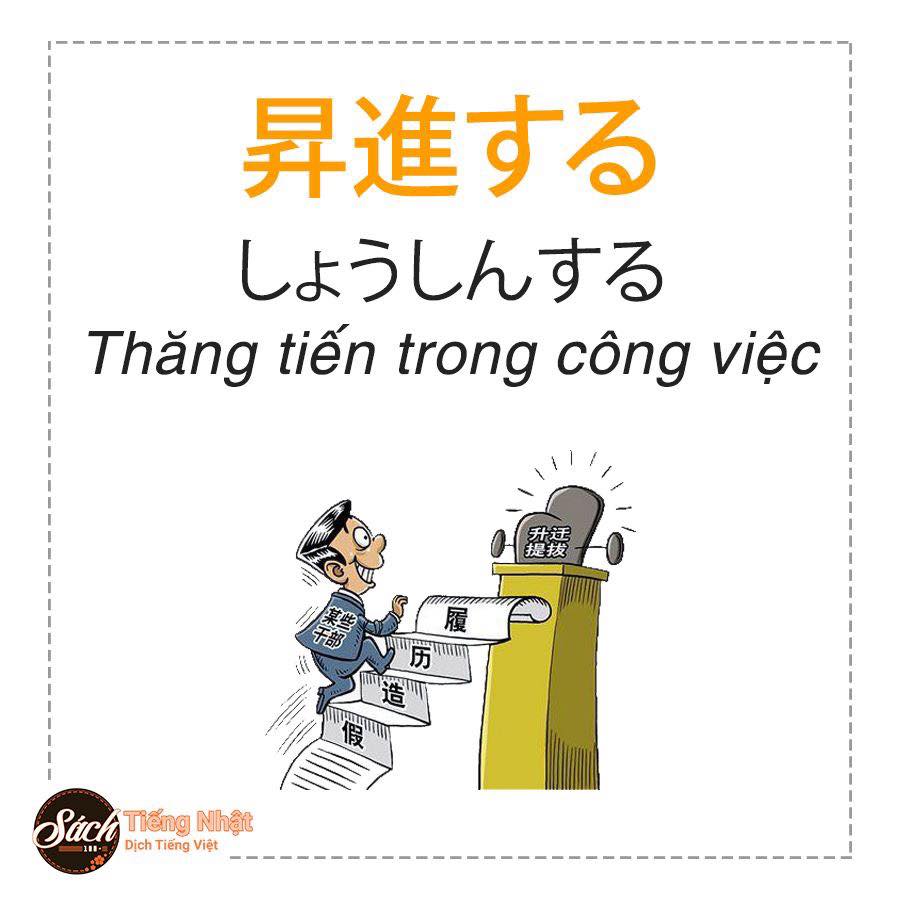 昇進する
しょうしんする
Thăng tiến trong công việc
升迁
提拔
某些
干部
履
历
造
假
Sách
100.
Tiếng Nhật
Dịch Tiếng Việt